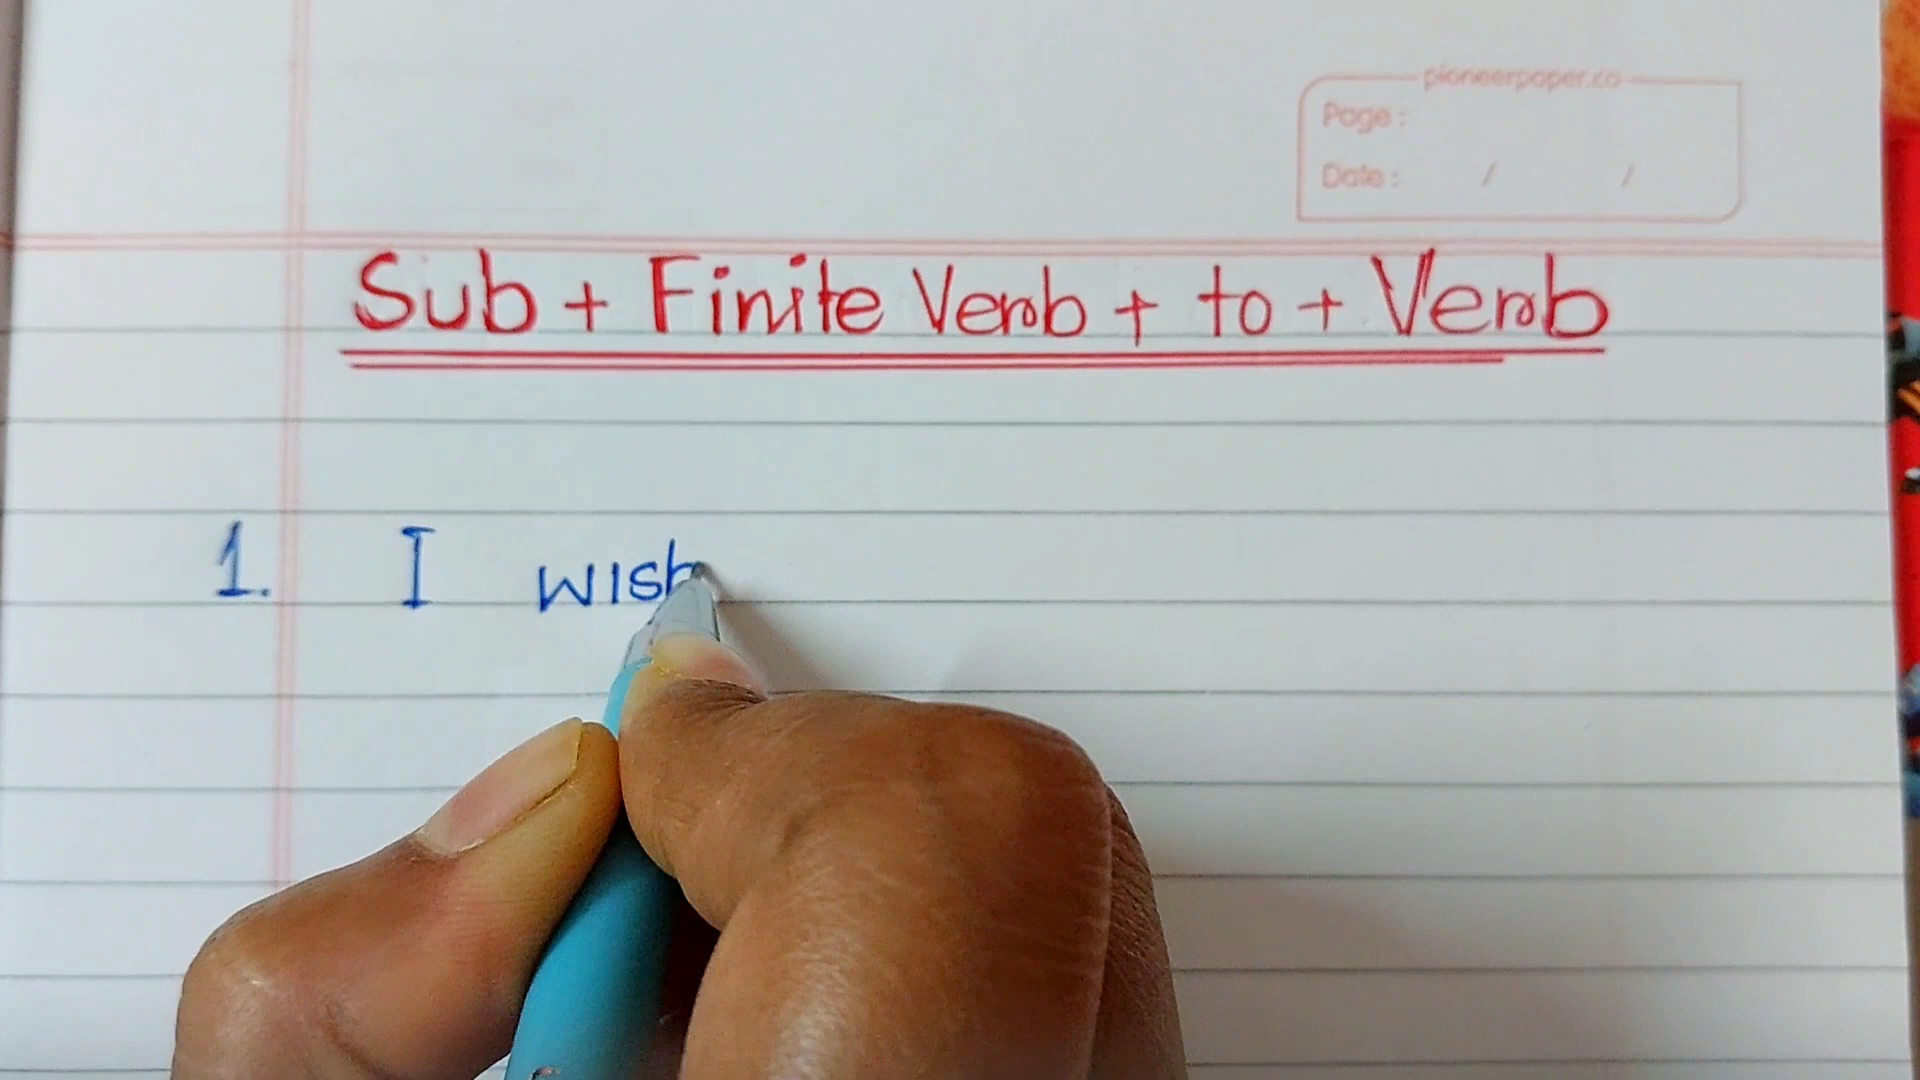 pioneerpaper.co
Page :
Date : / /
Sub + Finite Verb + to + Verb
1. I wish